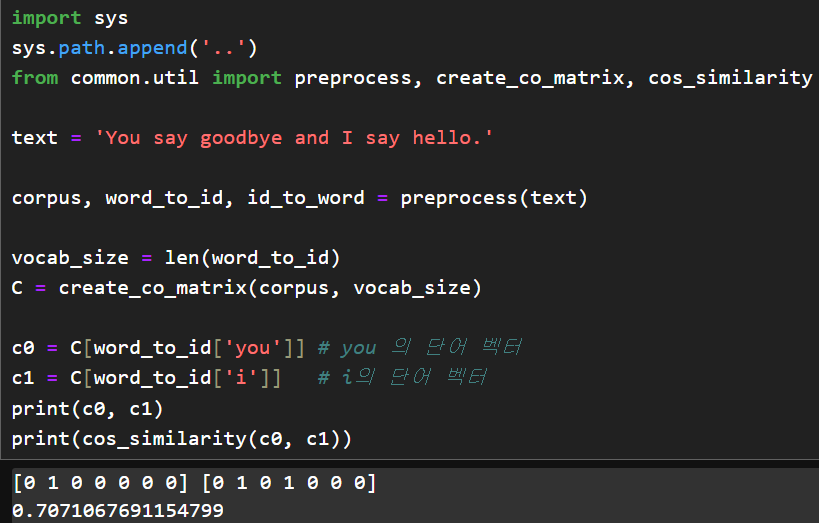 import sys
sys.path.append('..')
from common.util import preprocess, create_co_matrix, cos_similarity
text = 'You say goodbye and I say hello.'
corpus, word_to_id, id_to_word = preprocess(text)
vocab_size = len(word_to_id)
C = create_co_matrix(corpus, vocab_size)
c0 = C[word_to_id['you']] # you 의 단어 벡터
c1 = C[word_to_id['i']]   # i의 단어 벡터
print(c0, c1)
print(cos_similarity(c0, c1))
[0 1 0 0 0 0 0] [0 1 0 1 0 0 0]
0.7071067691154799